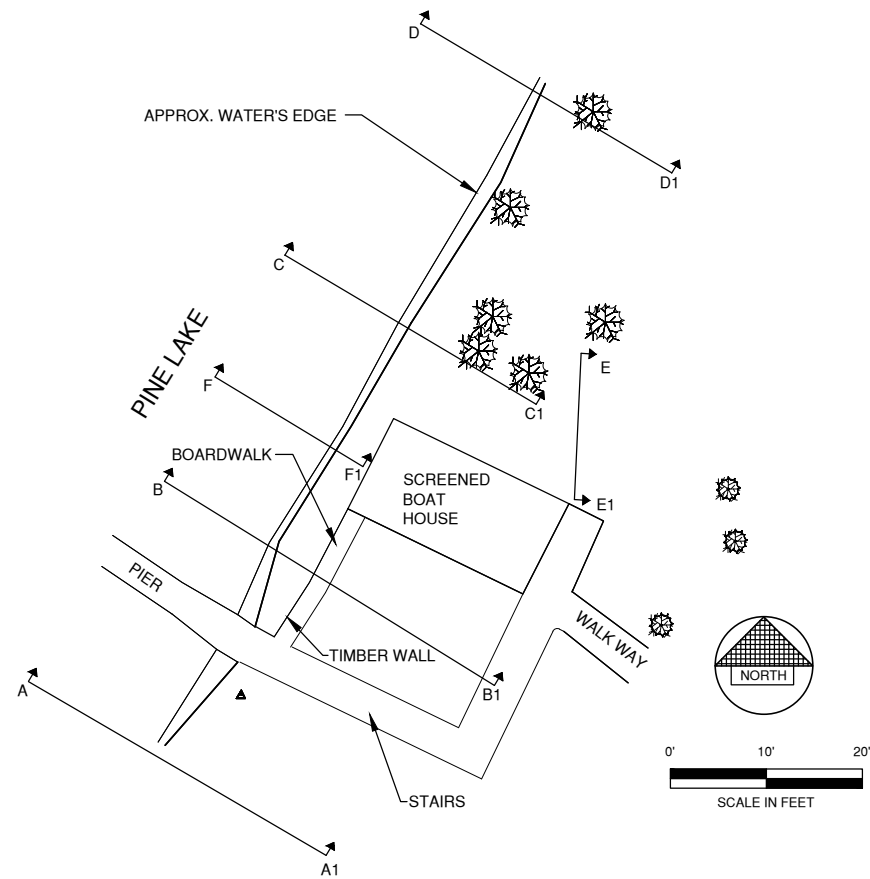 D
APPROX. WATER'S EDGE
D1
C
PINE LAKE
E
F
C1
BOARDWALK
F1
SCREENED
BOAT
HOUSE
B
E1
PIER
WALK WAY
TIMBER WALL
NORTH
A
B1
0' 10' 20'
STAIRS
SCALE IN FEET
A1